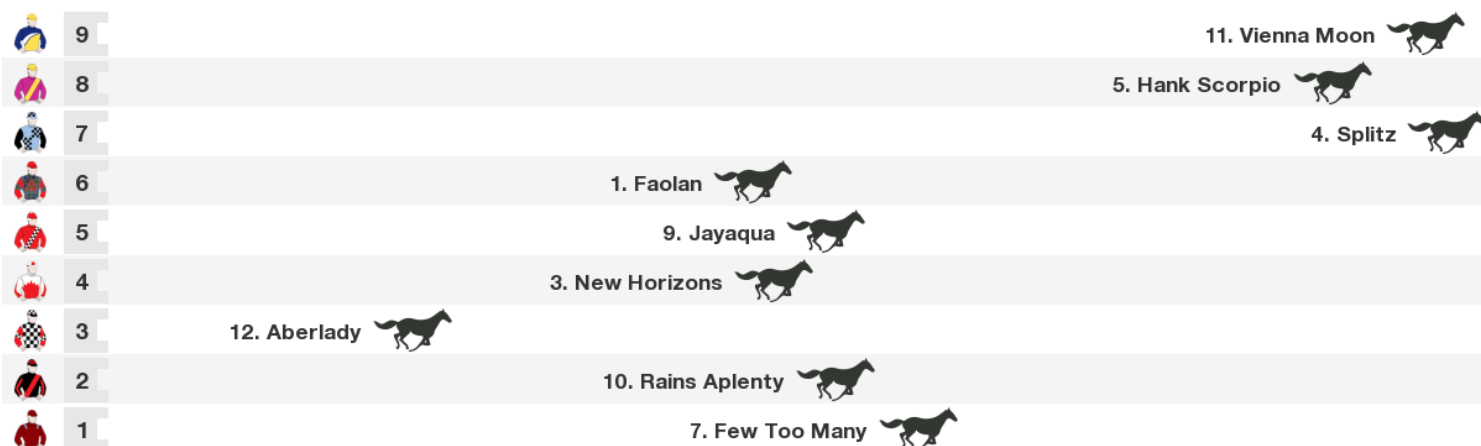 9 11. Vienna Moon
8 5. Hank Scorpio
7 4. Splitz
6 1. Faolan
5 9. Jayaqua
4 3. New Horizons
3 12. Aberlady
2 10. Rains Aplenty
1 7. Few Too Many